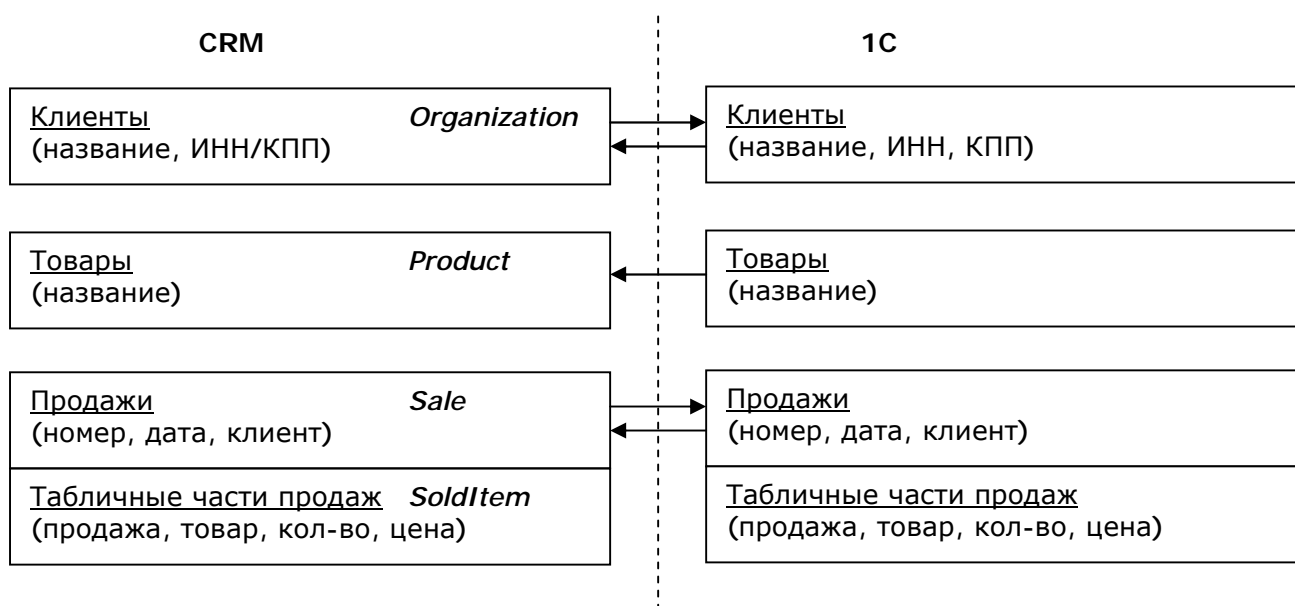 CRM 1C
Клиенты Organization
(название, ИНН/КПП)
Клиенты
(название, ИНН, КПП)
Товары Product
(название)
Товары
(название)
Продажи Sale
(номер, дата, клиент)
Продажи
(номер, дата, клиент)
Табличные части продаж SoldItem
(продажа, товар, кол-во, цена)
Табличные части продаж
(продажа, товар, кол-во, цена)